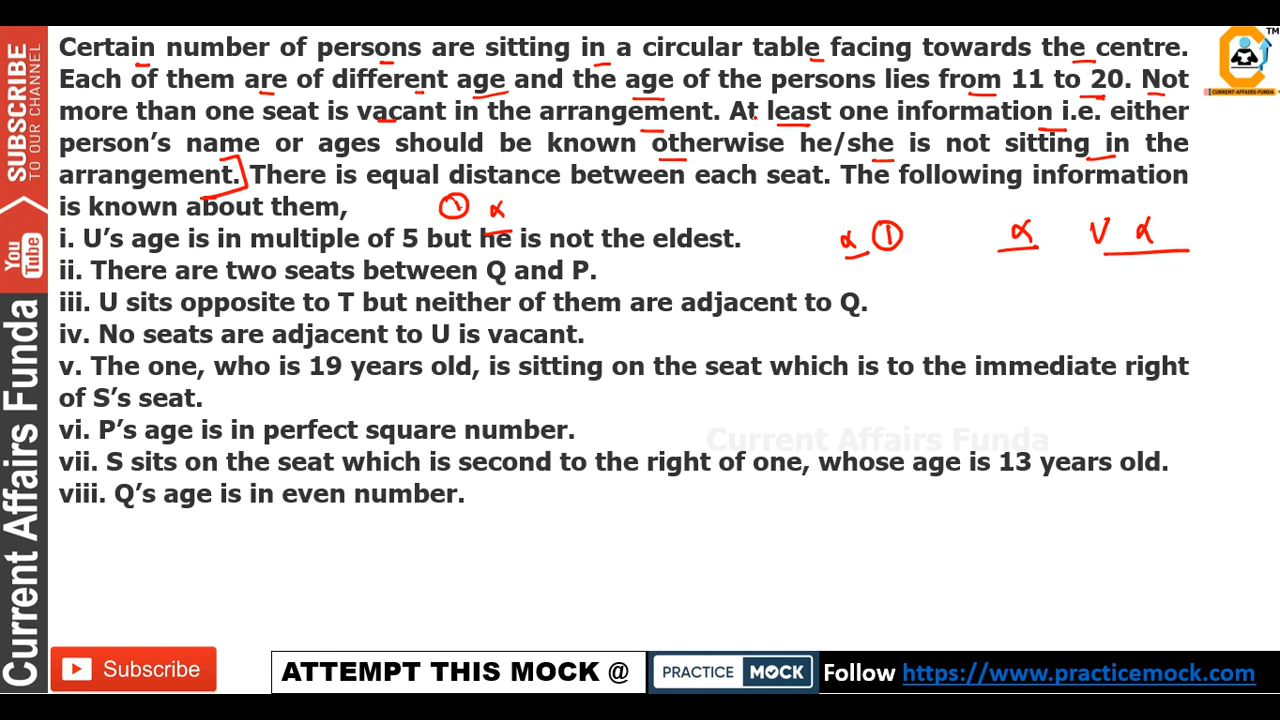 Certain number of persons are sitting in a circular table facing towards the centre.
Each of them are of different age and the age of the persons lies from 11 to 20. Not
more than one seat is vacant in the arrangement. At least one information i.e. either
person's name or ages should be known otherwise he/she is not sitting in the
arrangement. There is equal distance between each seat. The following information
is known about them,
i. U's age is in multiple of 5 but he is not the eldest.
ii. There are two seats between Q and P.
iii. U sits opposite to T but neither of them are adjacent to Q.
iv. No seats are adjacent to U is vacant.
v. The one, who is 19 years old, is sitting on the seat which is to the immediate right
of S's seat.
vi. P's age is in perfect square number.
vii. S sits on the seat which is second to the right of one, whose age is 13 years old.
viii. Q's age is in even number.
Current Affairs Funda
SUBSCRIBE
TO OUR CHANNEL
You
Tube
Current Affairs Funda
TM
CURRENT-AFFAIRS-FUNDA
Subscribe
ATTEMPT THIS MOCK @
PRACTICE MOCK
Follow https://www.practicemock.com